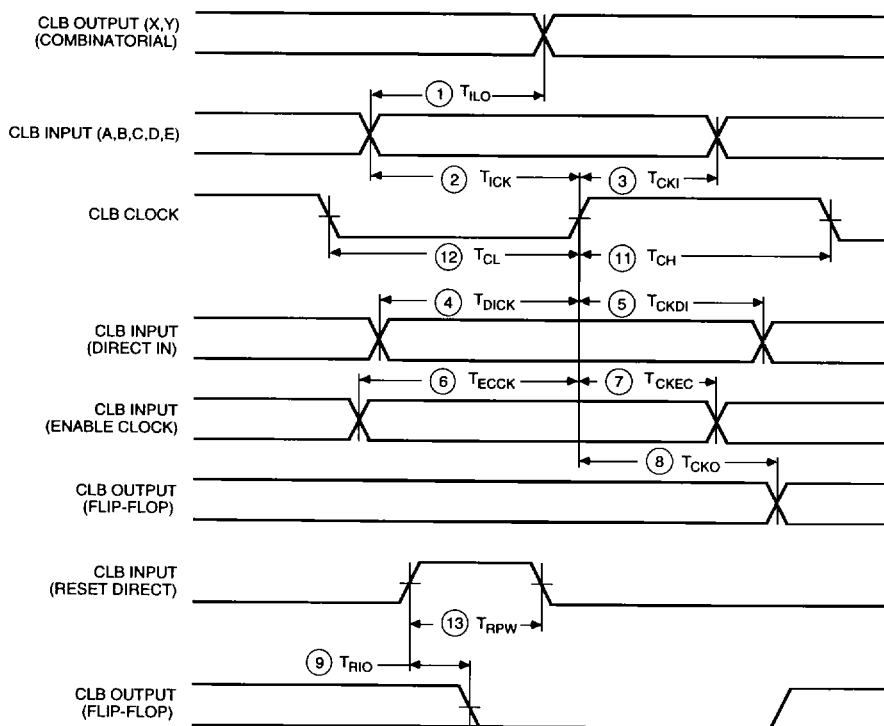 CLB OUTPUT (X,Y)
(COMBINATORIAL)
1 TILO
CLB INPUT (A,B,C,D,E)
2 TICK
3 TCKI
CLB CLOCK
12 TCL
11 TCH
4 TDICK
5 TCKDI
CLB INPUT
(DIRECT IN)
6 TECCK
7 TCKEC
CLB INPUT
(ENABLE CLOCK)
8 TCKO
CLB OUTPUT
(FLIP-FLOP)
CLB INPUT
(RESET DIRECT)
13 TRPW
9 TRIO
CLB OUTPUT
(FLIP-FLOP)